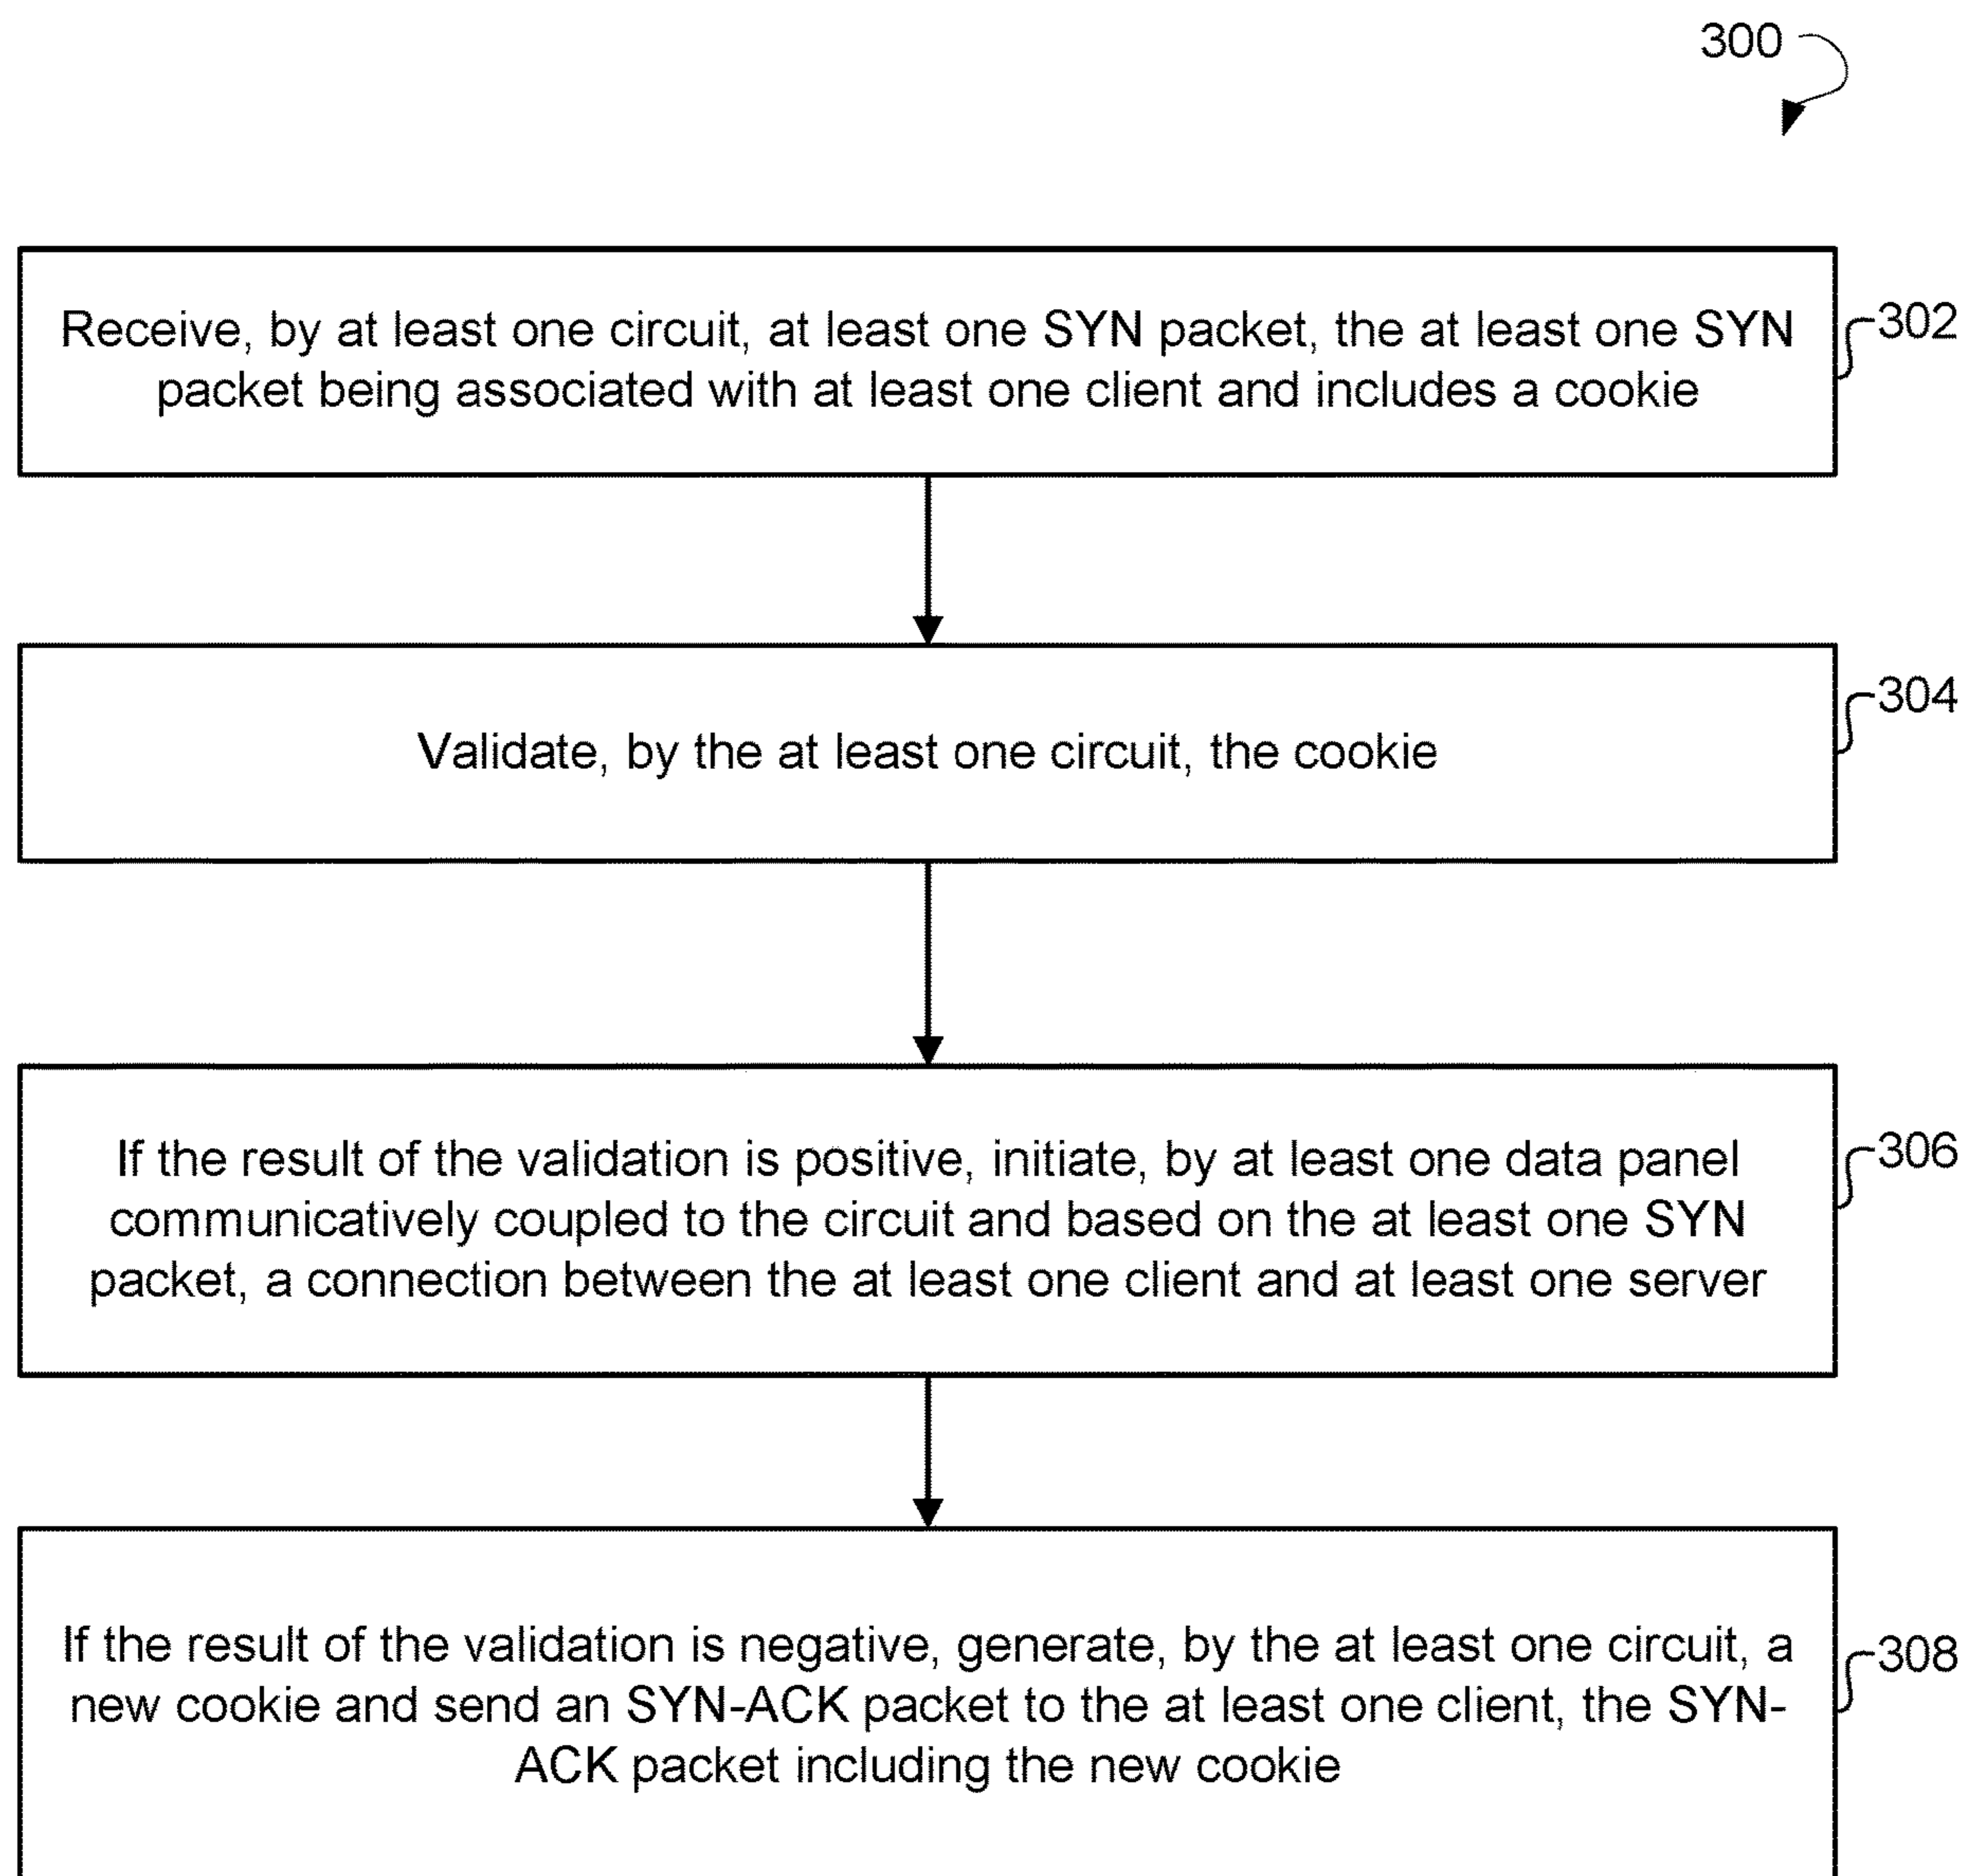 300
Receive, by at least one circuit, at least one SYN packet, the at least one SYN
packet being associated with at least one client and includes a cookie
302
Validate, by the at least one circuit, the cookie
304
If the result of the validation is positive, initiate, by at least one data panel
communicatively coupled to the circuit and based on the at least one SYN
packet, a connection between the at least one client and at least one server
306
If the result of the validation is negative, generate, by the at least one circuit, a
new cookie and send an SYN-ACK packet to the at least one client, the SYN-
ACK packet including the new cookie
308